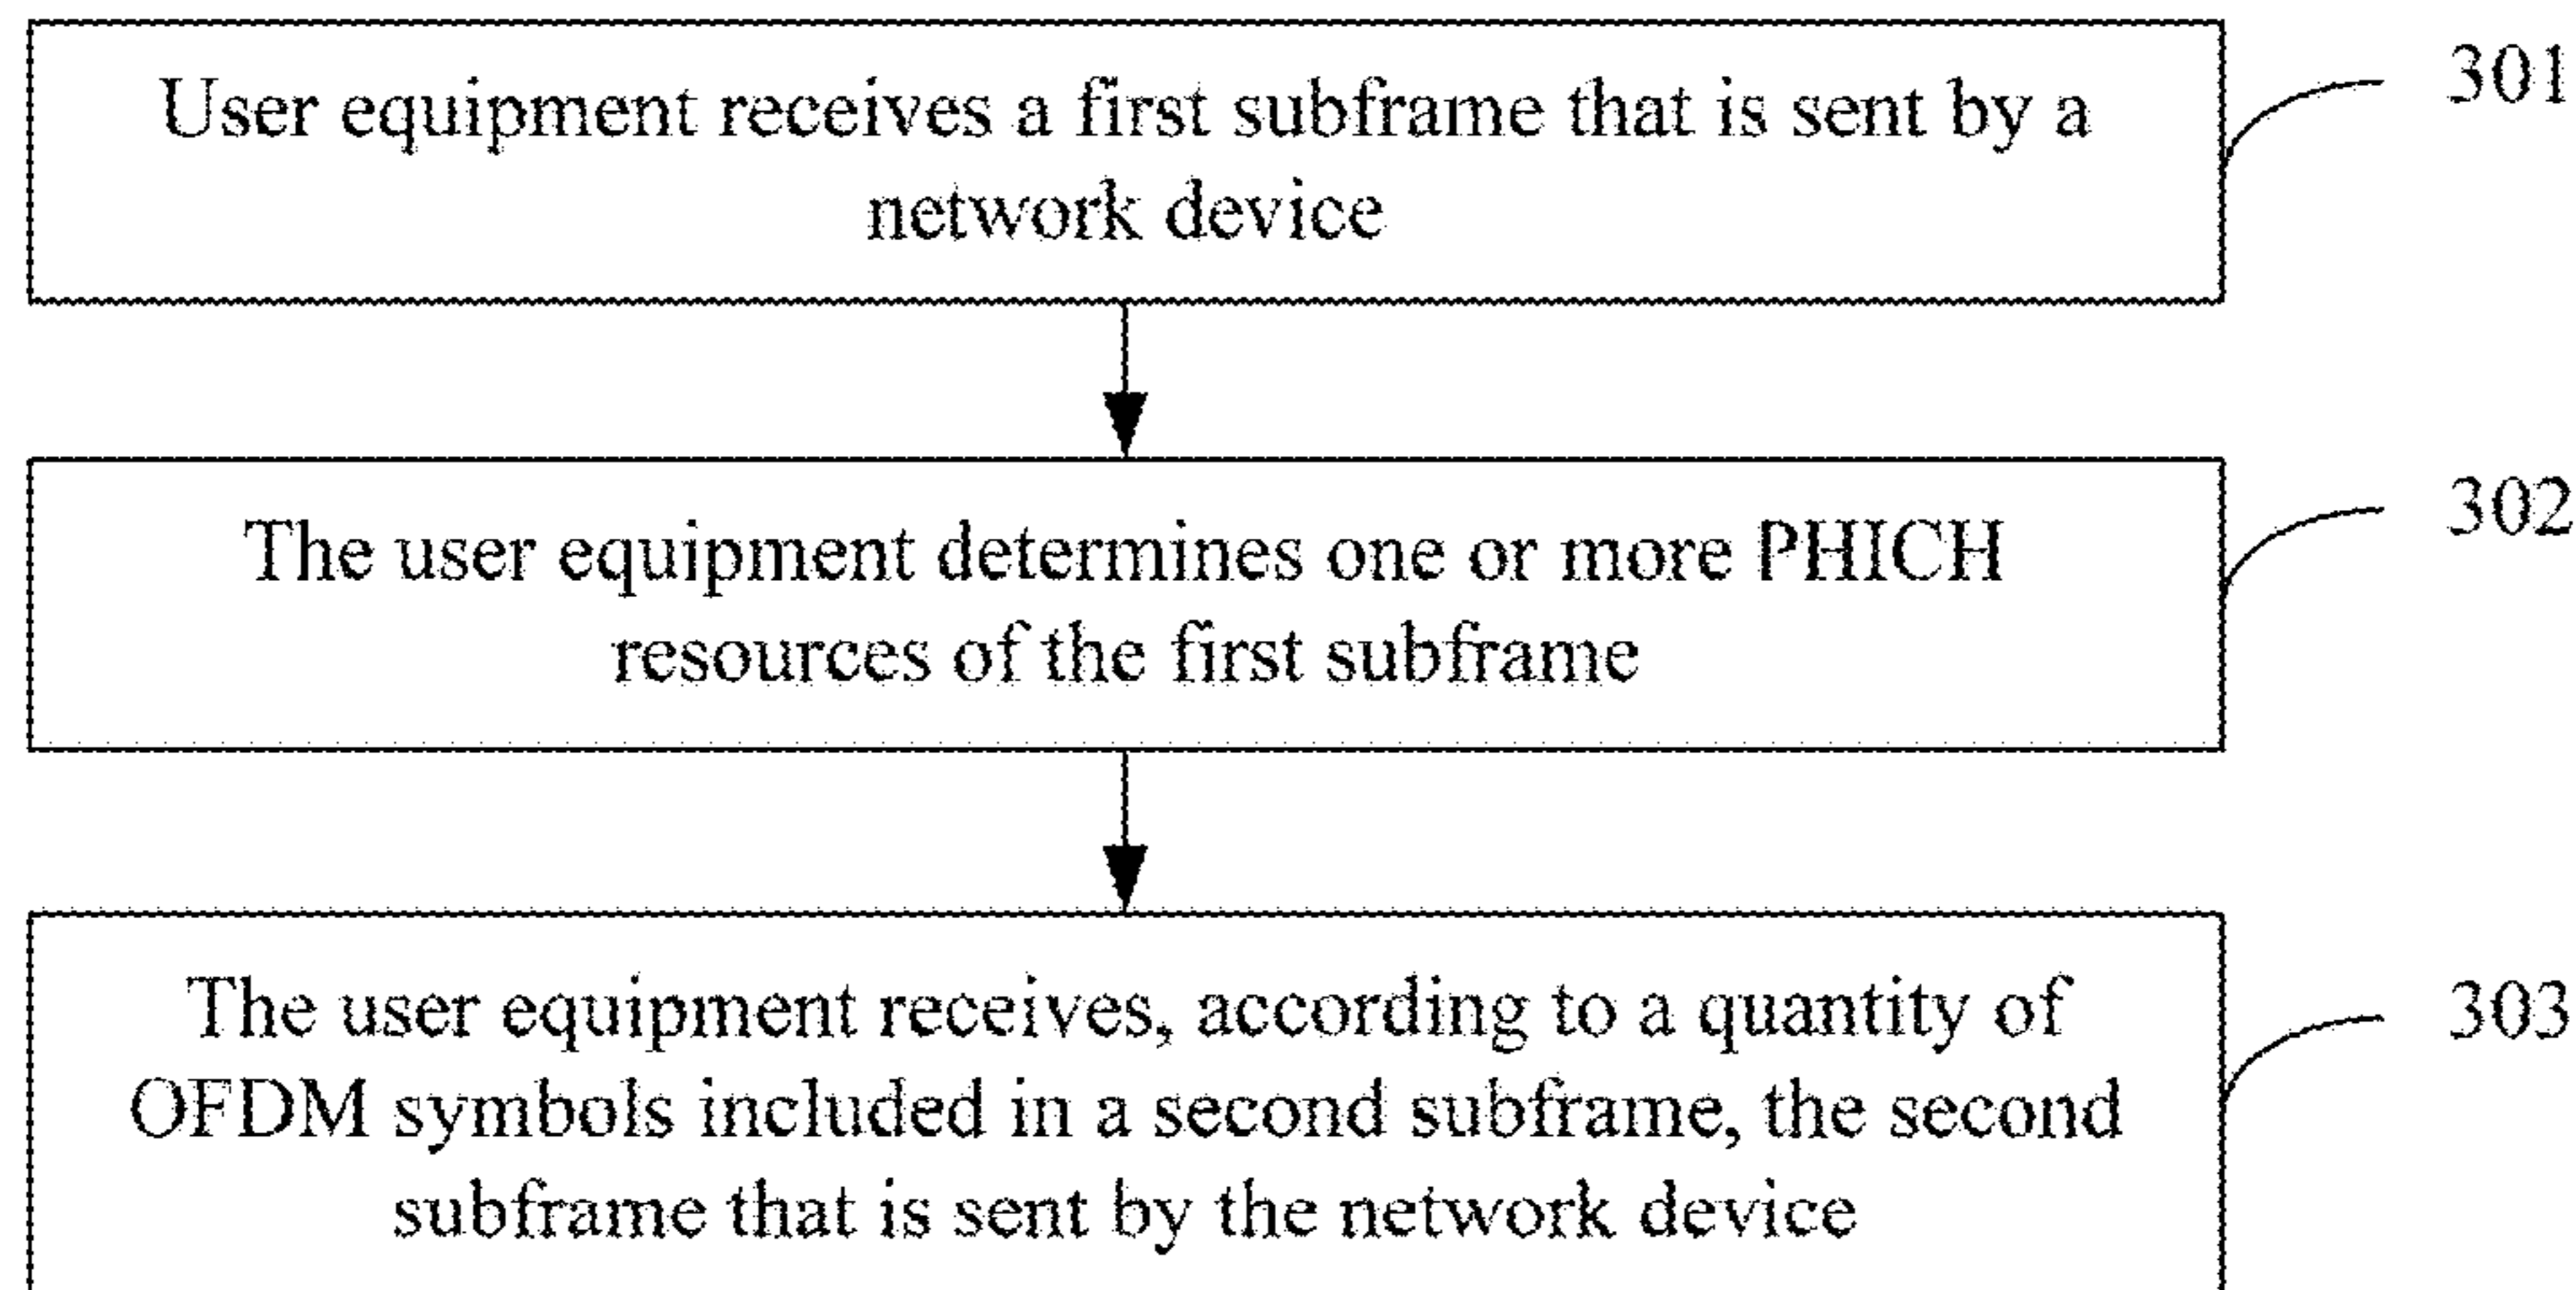 User equipment receives a first subframe that is sent by a
network device
301
The user equipment determines one or more PHICH
resources of the first subframe
302
The user equipment receives, according to a quantity of
OFDM symbols included in a second subframe, the second
subframe that is sent by the network device
303